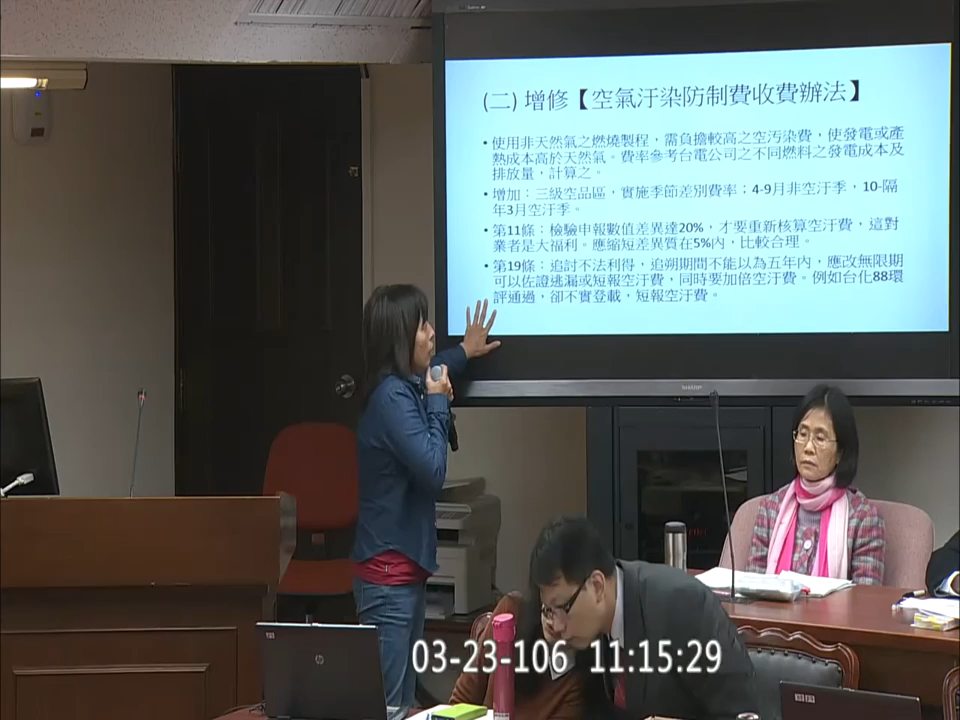 (二) 增修【空氣汙染防制費收費辦法】
• 使用非天然氣之燃燒製程，需負擔較高之空污染費，使發電或產
熱成本高於天然氣。費率參考台電公司之不同燃料之發電成本及
排放量，計算之。
• 增加：三級空品區，實施季節差別費率；4-9月非空汙季，10-隔
年3月空汙季。
• 第11條：檢驗申報數值差異達20%，才要重新核算空汙費，這對
業者是大福利。應縮短差異質在5%內，比較合理。
• 第19條：追討不法利得，追朔期間不能以為五年內，應改無限期
可以佐證逃漏或短報空汙費，同時要加倍空汙費。例如台化88環
評通過，卻不實登載，短報空汙費。
SHARP
hp
03-23-106 11:15:29